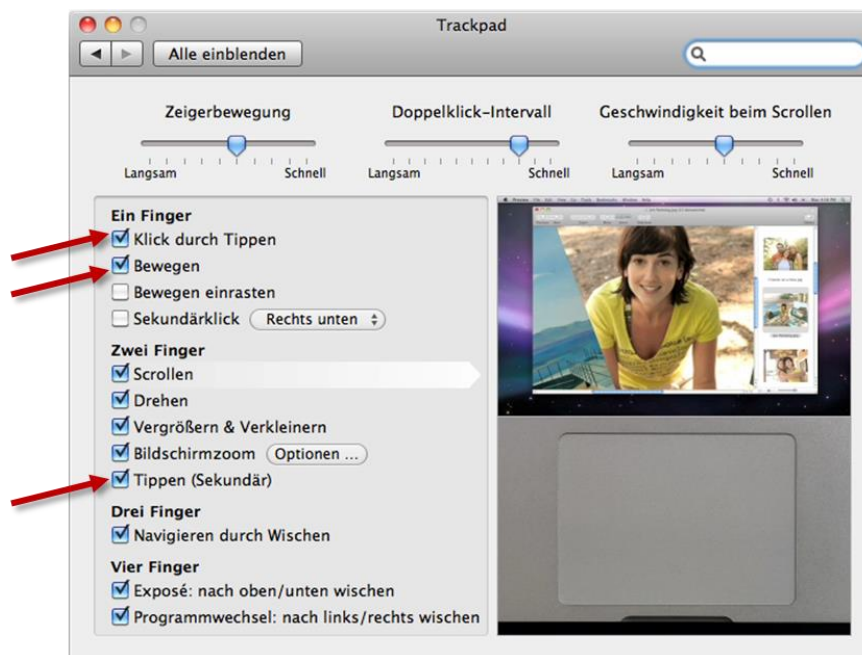 Trackpad
Alle einblenden
Zeigerbewegung
Doppelklick-Intervall
Geschwindigkeit beim Scrollen
Langsam Schnell
Langsam Schnell
Langsam Schnell
Ein Finger
Klick durch Tippen
Bewegen
Bewegen einrasten
Sekundärklick Rechts unten
Zwei Finger
Scrollen
Drehen
Vergrößern & Verkleinern
Bildschirmzoom Optionen ...
Tippen (Sekundär)
Drei Finger
Navigieren durch Wischen
Vier Finger
Exposé: nach oben/unten wischen
Programmwechsel: nach links/rechts wischen